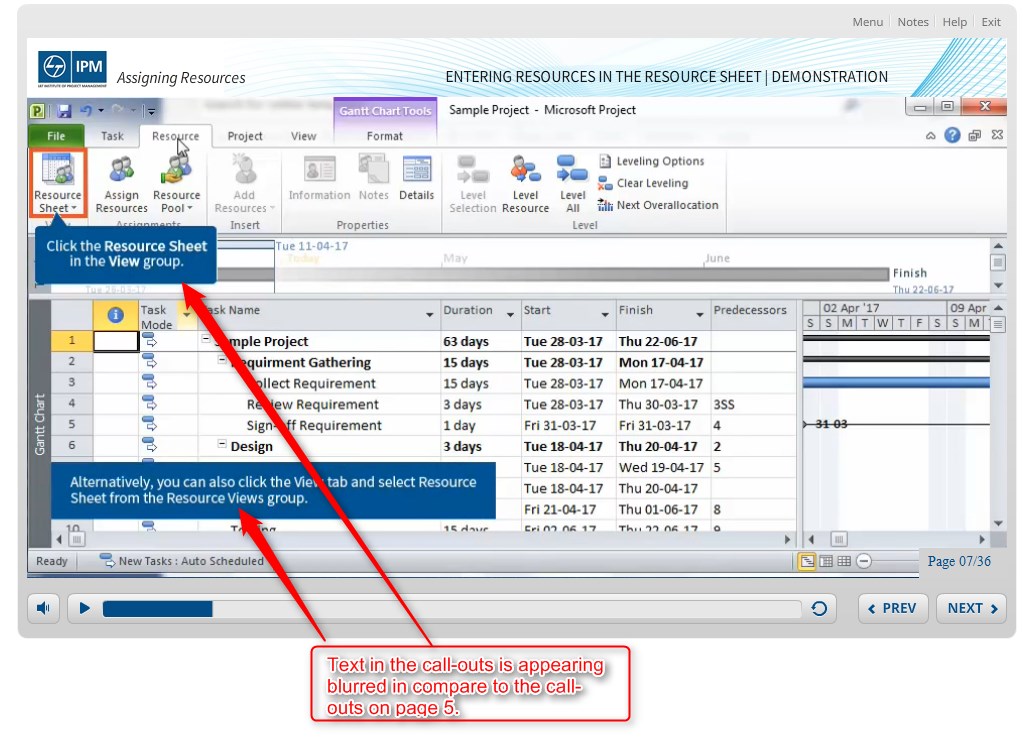 Menu Notes Help Exit
IPM
Assigning Resources
ENTERING RESOURCES IN THE RESOURCE SHEET | DEMONSTRATION
Gantt Chart Tools
Sample Project - Microsoft Project
File Task Resource Project View Format
Resource Sheet
Assign Resources
Resource Pool
Assignments
Add Resources
Insert
Information Notes Details
Properties
Level Selection
Level Resource
Level All
Leveling Options
Clear Leveling
Next Overallocation
Level
Click the Resource Sheet
in the View group.
Tue 11-04-17
Today
May
June
Finish
Thu 22-06-17
Tue 28-03-17
Task Mode Task Name Duration Start Finish Predecessors
02 Apr '17 09 Apr
S S M T W T F S S M
1 Sample Project 63 days Tue 28-03-17 Thu 22-06-17
2 Requirment Gathering 15 days Tue 28-03-17 Mon 17-04-17
3 Collect Requirement 15 days Tue 28-03-17 Mon 17-04-17
4 Review Requirement 3 days Tue 28-03-17 Thu 30-03-17 3SS
5 Sign-off Requirement 1 day Fri 31-03-17 Fri 31-03-17 4
31-03
6 Design 3 days Tue 18-04-17 Thu 20-04-17 2
Tue 18-04-17 Wed 19-04-17 5
Tue 18-04-17 Thu 20-04-17
Fri 21-04-17 Thu 01-06-17 8
10 Testing 15 days Fri 02-06-17 Thu 22-06-17 9
Gantt Chart
Alternatively, you can also click the View tab and select Resource
Sheet from the Resource Views group.
Ready New Tasks : Auto Scheduled
Page 07/36
PREV NEXT
Text in the call-outs is appearing
blurred in compare to the call-
outs on page 5.